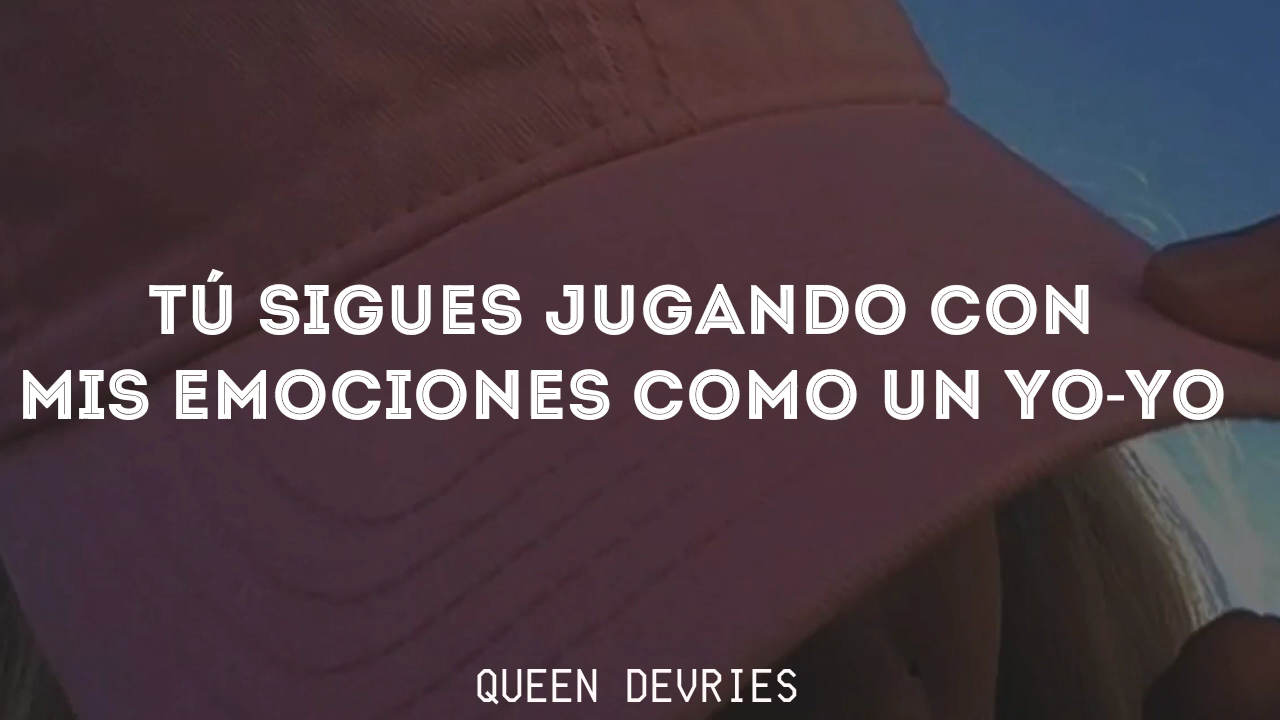 TÚ SIGUES JUGANDO CON
MIS EMOCIONES COMO UN YO-YO
QUEEN DEVRIES